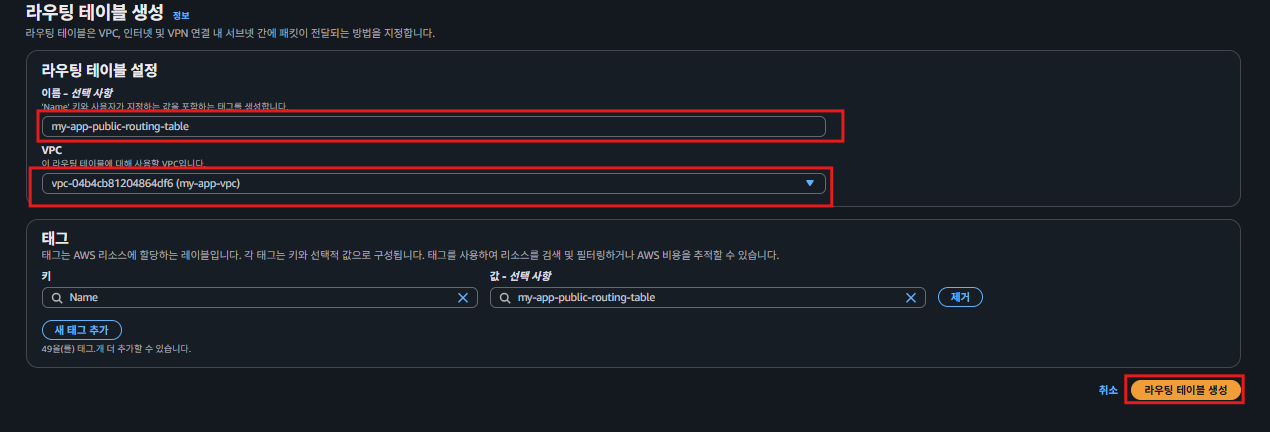 라우팅 테이블 생성 정보
라우팅 테이블은 VPC, 인터넷 및 VPN 연결 내 서브넷 간에 패킷이 전달되는 방법을 지정합니다.
라우팅 테이블 설정
이름 - 선택 사항
'Name' 키와 사용자가 지정하는 값을 포함하는 태그를 생성합니다.
my-app-public-routing-table
VPC
이 라우팅 테이블에 대해 사용할 VPC입니다.
vpc-04b4cb81204864df6 (my-app-vpc)
태그
태그는 AWS 리소스에 할당하는 레이블입니다. 각 태그는 키와 선택적 값으로 구성됩니다. 태그를 사용하여 리소스를 검색 및 필터링하거나 AWS 비용을 추적할 수 있습니다.
키 값 - 선택 사항
Name my-app-public-routing-table 제거
새 태그 추가
49을(를) 태그.개 더 추가할 수 있습니다.
취소 라우팅 테이블 생성